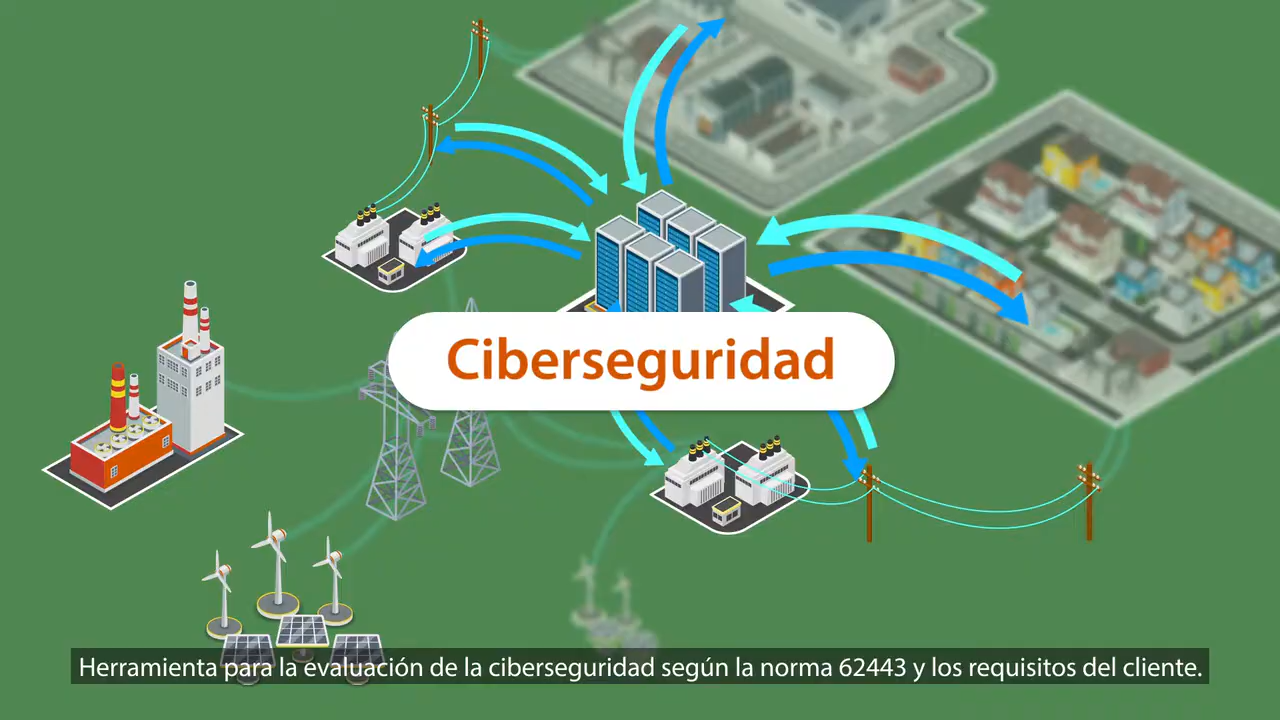 Ciberseguridad
Herramienta para la evaluación de la ciberseguridad según la norma 62443 y los requisitos del cliente.